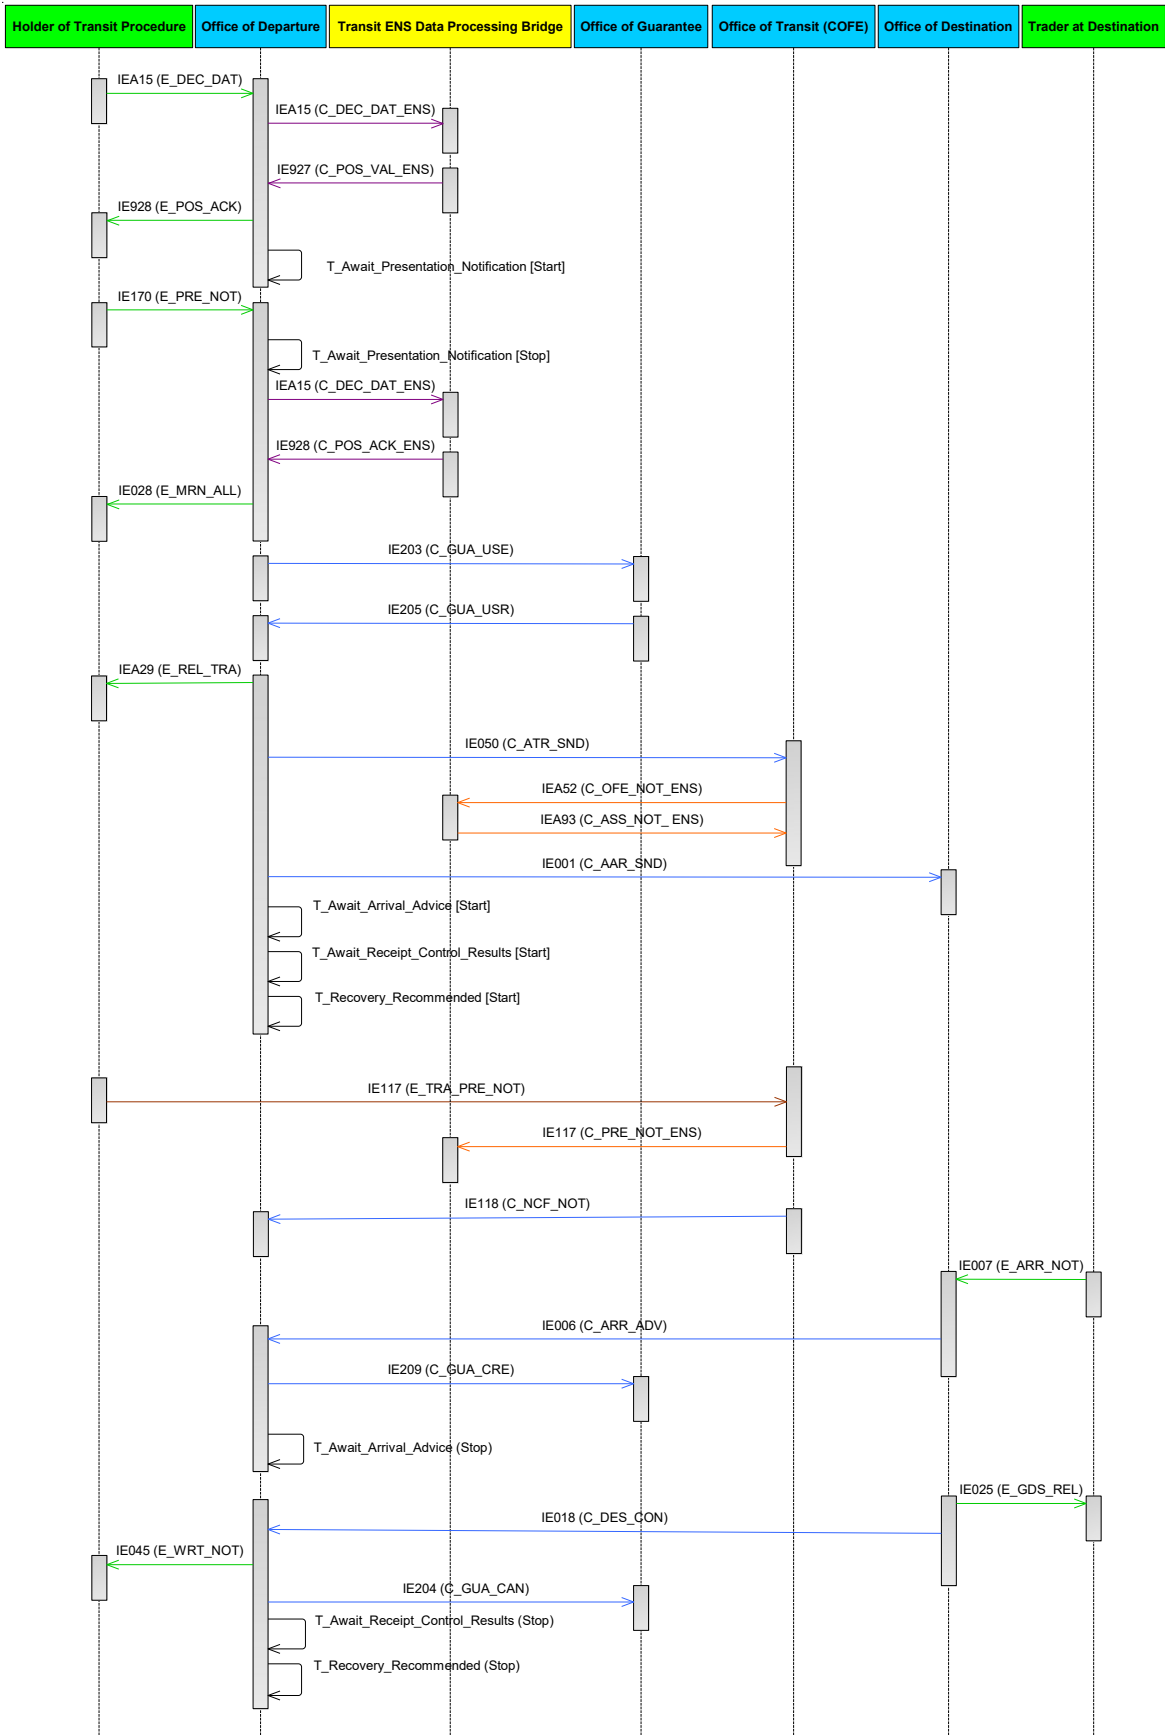 Holder of Transit Procedure
Office of Departure
Transit ENS Data Processing Bridge
Office of Guarantee
Office of Transit (COFE)
Office of Destination
Trader at Destination
IEA15 (E_DEC_DAT)
IEA15 (C_DEC_DAT_ENS)
IE927 (C_POS_VAL_ENS)
IE928 (E_POS_ACK)
T_Await_Presentation_Notification [Start]
IE170 (E_PRE_NOT)
T_Await_Presentation_Notification [Stop]
IEA15 (C_DEC_DAT_ENS)
IE928 (C_POS_ACK_ENS)
IE028 (E_MRN_ALL)
IE203 (C_GUA_USE)
IE205 (C_GUA_USR)
IEA29 (E_REL_TRA)
IE050 (C_ATR_SND)
IEA52 (C_OFE_NOT_ENS)
IEA93 (C_ASS_NOT_ ENS)
IE001 (C_AAR_SND)
T_Await_Arrival_Advice [Start]
T_Await_Receipt_Control_Results [Start]
T_Recovery_Recommended [Start]
IE117 (E_TRA_PRE_NOT)
IE117 (C_PRE_NOT_ENS)
IE118 (C_NCF_NOT)
IE007 (E_ARR_NOT)
IE006 (C_ARR_ADV)
IE209 (C_GUA_CRE)
T_Await_Arrival_Advice (Stop)
IE025 (E_GDS_REL)
IE018 (C_DES_CON)
IE045 (E_WRT_NOT)
IE204 (C_GUA_CAN)
T_Await_Receipt_Control_Results (Stop)
T_Recovery_Recommended (Stop)